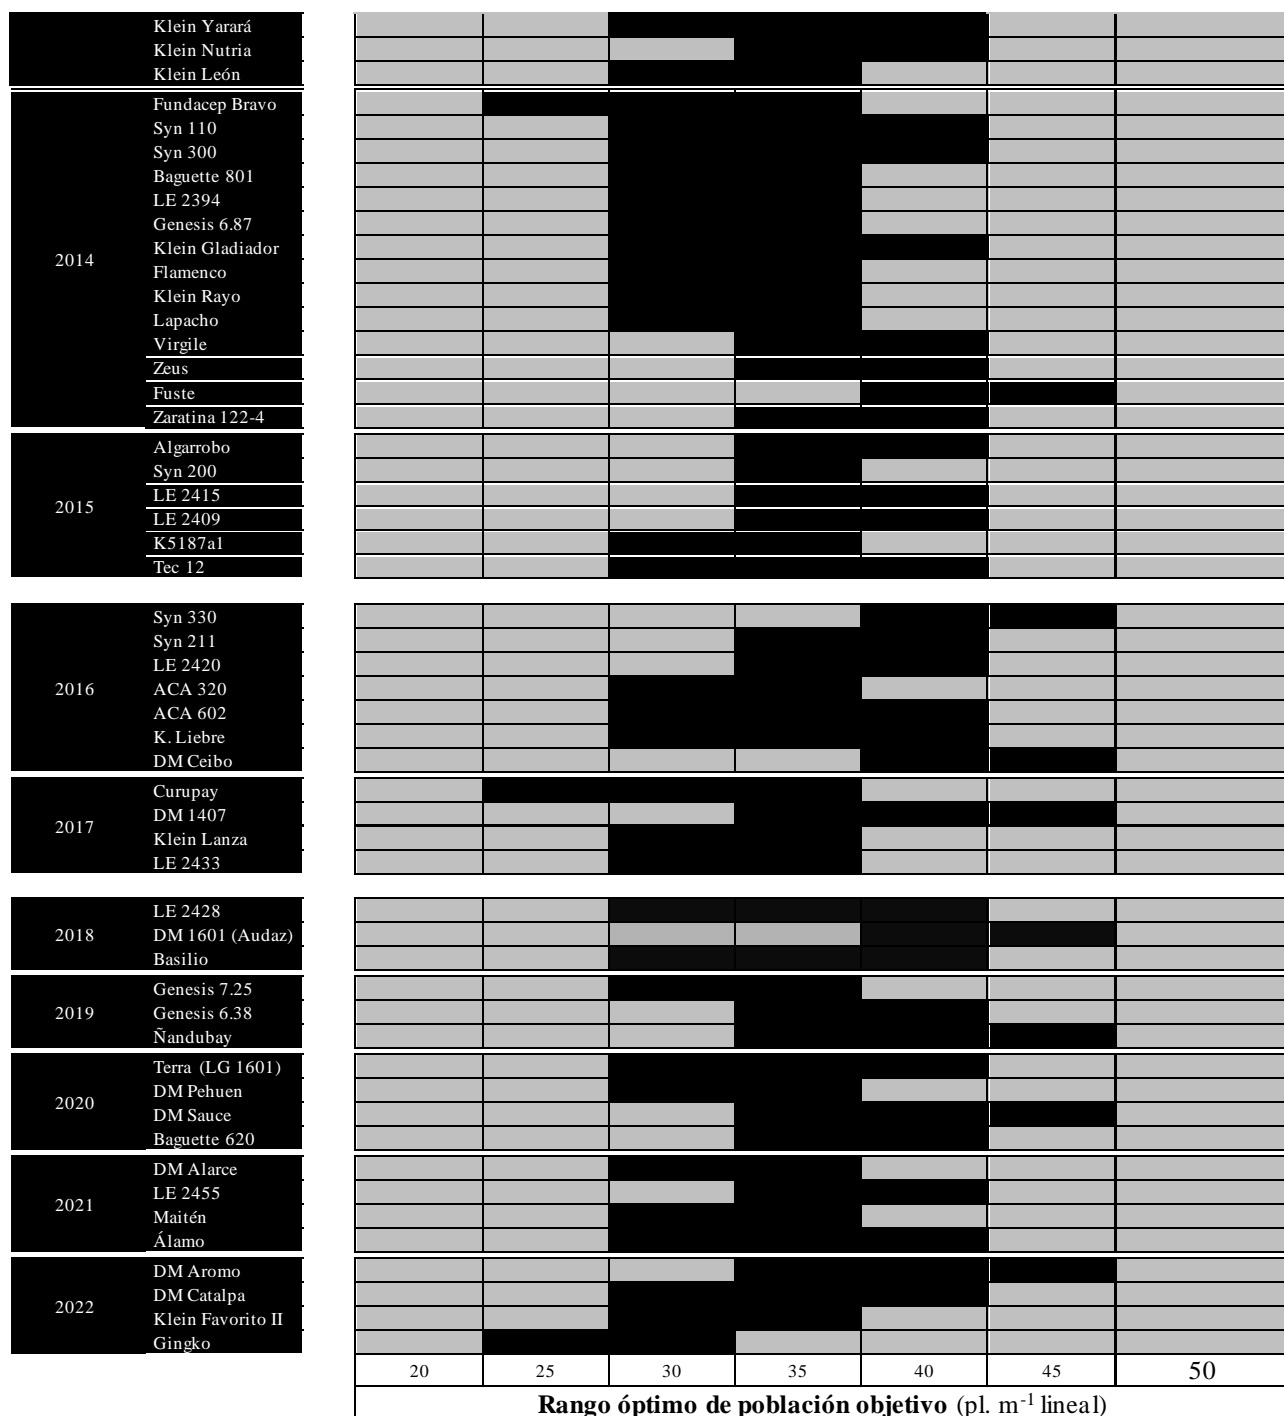 Klein Yarará
Klein Nutria
Klein León
2014
Fundacep Bravo
Syn 110
Syn 300
Baguette 801
LE 2394
Genesis 6.87
Klein Gladiador
Flamenco
Klein Rayo
Lapacho
Virgile
Zeus
Fuste
Zaratina 122-4
2015
Algarrobo
Syn 200
LE 2415
LE 2409
K5187a1
Tec 12
2016
Syn 330
Syn 211
LE 2420
ACA 320
ACA 602
K. Liebre
DM Ceibo
2017
Curupay
DM 1407
Klein Lanza
LE 2433
2018
LE 2428
DM 1601 (Audaz)
Basilio
2019
Genesis 7.25
Genesis 6.38
Ñandubay
2020
Terra (LG 1601)
DM Pehuen
DM Sauce
Baguette 620
2021
DM Alarce
LE 2455
Maitén
Álamo
2022
DM Aromo
DM Catalpa
Klein Favorito II
Gingko
20 25 30 35 40 45 50
Rango óptimo de población objetivo (pl. m-1 lineal)